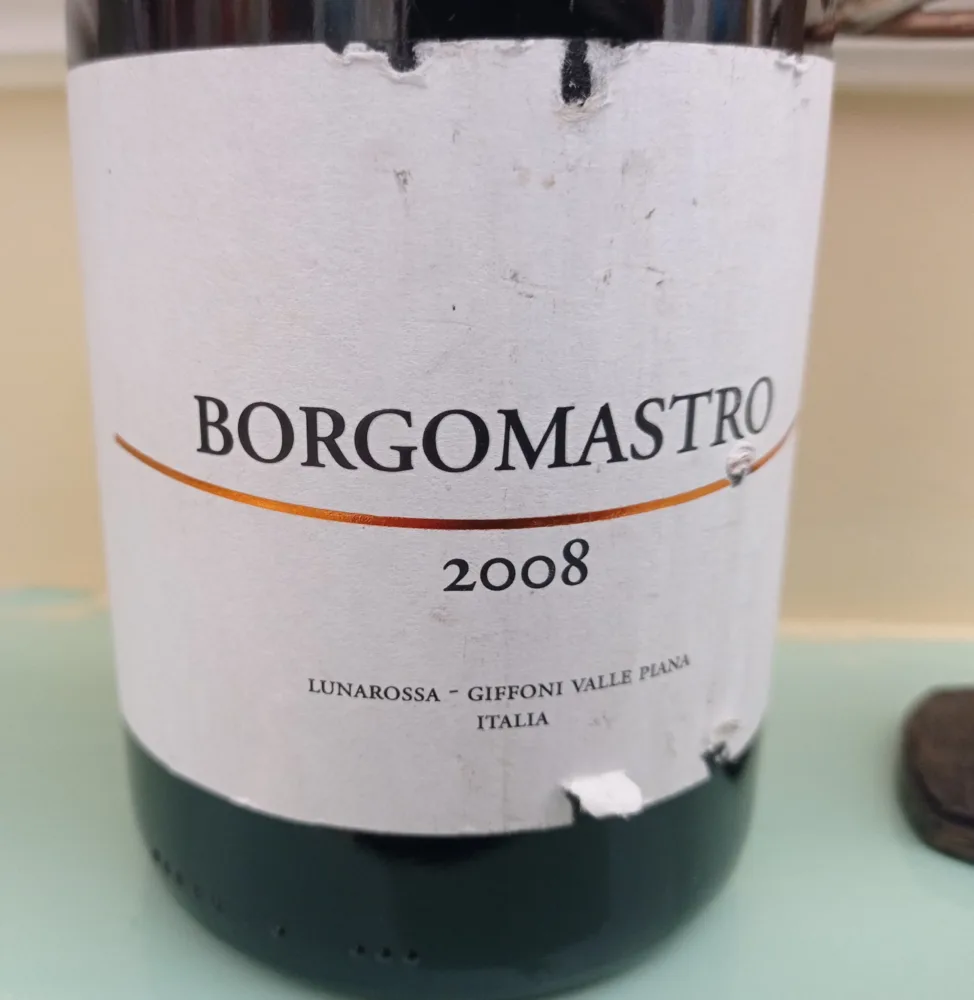 BORGOMASTRO
2008
LUNAROSSA - GIFFONI VALLE PIANA
ITALIA